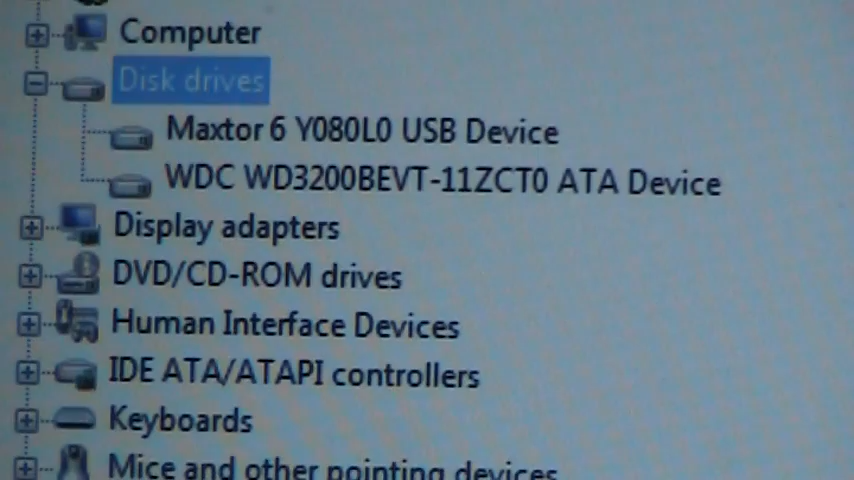 Computer
Disk drives
Maxtor 6 Y080L0 USB Device
WDC WD3200BEVT-11ZCT0 ATA Device
Display adapters
DVD/CD-ROM drives
Human Interface Devices
IDE ATA/ATAPI controllers
Keyboards
Mice and other pointing devices